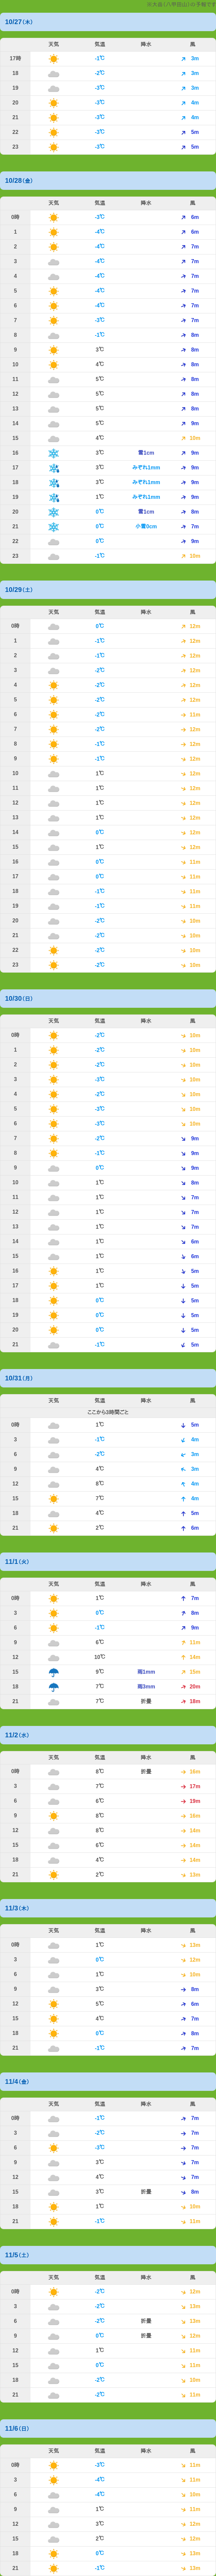 ※大岳（八甲田山）の予報です
10/27（木）
天気 気温 降水 風
17時 -1℃ 3m
18 -2℃ 3m
19 -3℃ 3m
20 -3℃ 4m
21 -3℃ 4m
22 -3℃ 5m
23 -3℃ 5m
10/28（金）
天気 気温 降水 風
0時 -3℃ 6m
1 -4℃ 6m
2 -4℃ 7m
3 -4℃ 7m
4 -4℃ 7m
5 -4℃ 7m
6 -4℃ 7m
7 -3℃ 7m
8 -1℃ 8m
9 3℃ 8m
10 4℃ 8m
11 5℃ 8m
12 5℃ 8m
13 5℃ 8m
14 5℃ 9m
15 4℃ 10m
16 3℃ 雪1cm 9m
17 3℃ みぞれ1mm 9m
18 3℃ みぞれ1mm 9m
19 1℃ みぞれ1mm 9m
20 0℃ 雪1cm 8m
21 0℃ 小雪0cm 7m
22 0℃ 9m
23 -1℃ 10m
10/29（土）
天気 気温 降水 風
0時 0℃ 12m
1 -1℃ 12m
2 -1℃ 12m
3 -2℃ 12m
4 -2℃ 12m
5 -2℃ 12m
6 -2℃ 11m
7 -2℃ 12m
8 -1℃ 12m
9 -1℃ 12m
10 1℃ 12m
11 1℃ 12m
12 1℃ 12m
13 1℃ 12m
14 0℃ 12m
15 1℃ 12m
16 0℃ 11m
17 0℃ 11m
18 -1℃ 11m
19 -1℃ 11m
20 -2℃ 10m
21 -2℃ 10m
22 -2℃ 10m
23 -2℃ 10m
10/30（日）
天気 気温 降水 風
0時 -2℃ 10m
1 -2℃ 10m
2 -2℃ 10m
3 -3℃ 10m
4 -2℃ 10m
5 -3℃ 10m
6 -3℃ 10m
7 -2℃ 9m
8 -1℃ 9m
9 0℃ 9m
10 1℃ 8m
11 1℃ 7m
12 1℃ 7m
13 1℃ 7m
14 1℃ 6m
15 1℃ 6m
16 1℃ 5m
17 1℃ 5m
18 0℃ 5m
19 0℃ 5m
20 0℃ 5m
21 -1℃ 5m
10/31（月）
天気 気温 降水 風
ここから3時間ごと
0時 1℃ 5m
3 -1℃ 4m
6 -2℃ 3m
9 4℃ 3m
12 8℃ 4m
15 7℃ 4m
18 4℃ 5m
21 2℃ 6m
11/1（火）
天気 気温 降水 風
0時 1℃ 7m
3 0℃ 8m
6 -1℃ 9m
9 6℃ 11m
12 10℃ 14m
15 9℃ 雨1mm 15m
18 7℃ 雨3mm 20m
21 7℃ 折畳 18m
11/2（水）
天気 気温 降水 風
0時 8℃ 折畳 16m
3 7℃ 17m
6 6℃ 19m
9 8℃ 16m
12 8℃ 14m
15 6℃ 14m
18 4℃ 14m
21 2℃ 13m
11/3（木）
天気 気温 降水 風
0時 1℃ 13m
3 0℃ 12m
6 1℃ 10m
9 3℃ 8m
12 5℃ 6m
15 4℃ 7m
18 0℃ 8m
21 -1℃ 7m
11/4（金）
天気 気温 降水 風
0時 -1℃ 7m
3 -2℃ 7m
6 -3℃ 7m
9 3℃ 7m
12 4℃ 7m
15 3℃ 折畳 8m
18 1℃ 10m
21 -1℃ 11m
11/5（土）
天気 気温 降水 風
0時 -2℃ 12m
3 -2℃ 13m
6 -2℃ 折畳 13m
9 0℃ 折畳 12m
12 1℃ 11m
15 0℃ 11m
18 -2℃ 10m
21 -2℃ 11m
11/6（日）
天気 気温 降水 風
0時 -3℃ 11m
3 -4℃ 11m
6 -4℃ 10m
9 1℃ 11m
12 3℃ 12m
15 2℃ 12m
18 0℃ 13m
21 -1℃ 13m